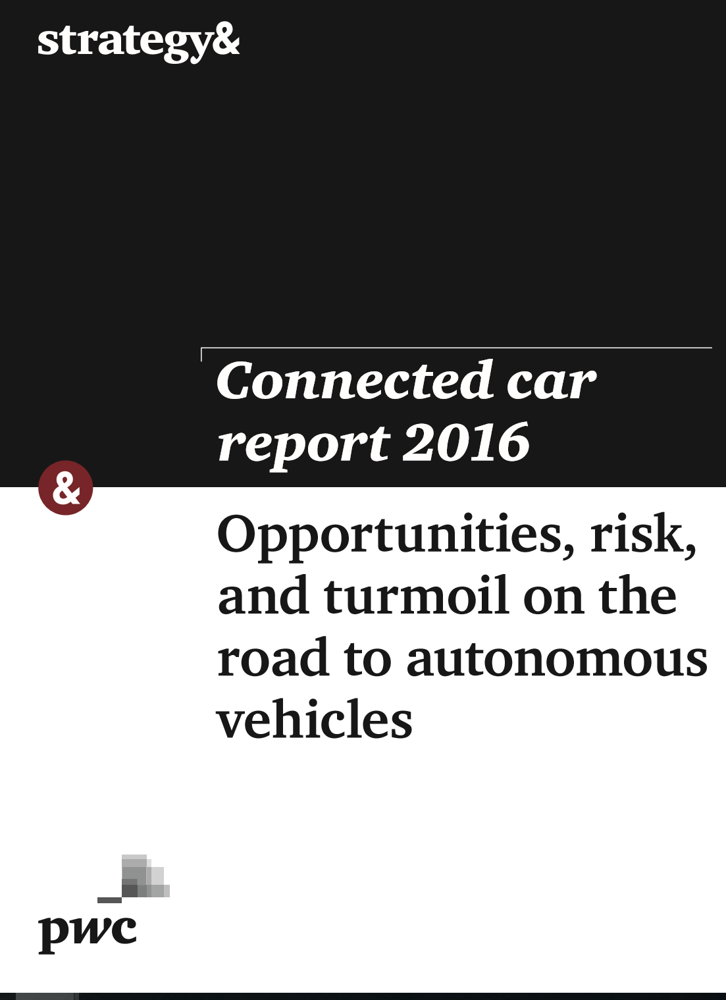 strategy&
Connected car
report 2016
&
Opportunities, risk,
and turmoil on the
road to autonomous
vehicles
pwc